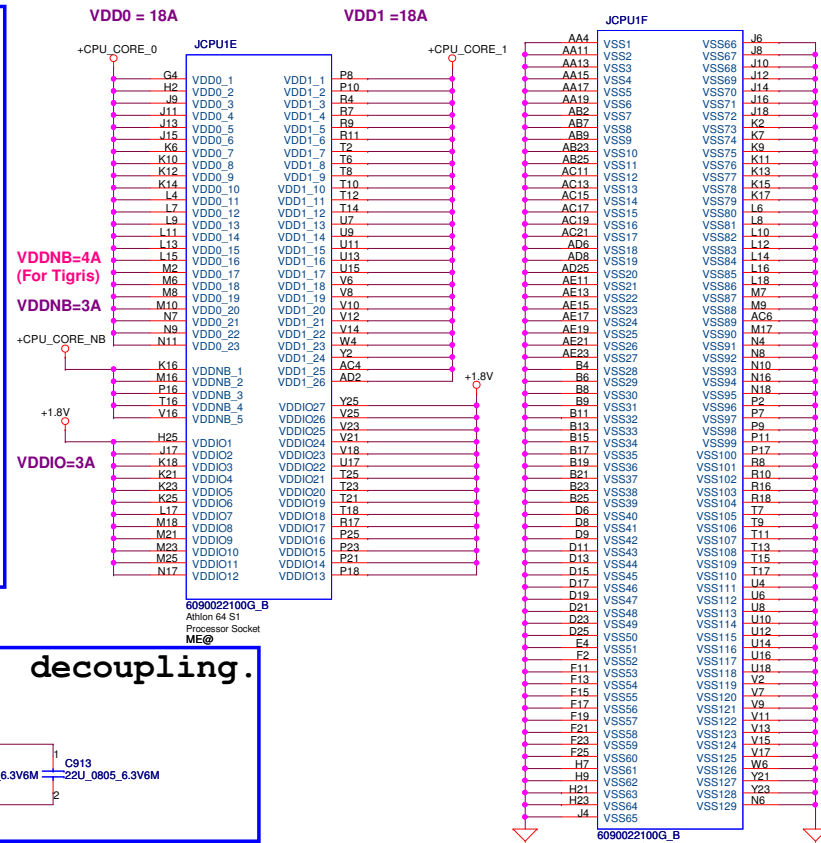 VDD0 = 18A
VDD1 =18A
+CPU_CORE_0
JCPU1E
+CPU_CORE_1
G4 VDD0_1 VDD1_1 P8
H2 VDD0_2 VDD1_2 P10
J9 VDD0_3 VDD1_3 R4
J11 VDD0_4 VDD1_4 R7
J13 VDD0_5 VDD1_5 R9
J15 VDD0_6 VDD1_6 R11
K6 VDD0_7 VDD1_7 T2
K10 VDD0_8 VDD1_8 T6
K12 VDD0_9 VDD1_9 T8
K14 VDD0_10 VDD1_10 T10
L4 VDD0_11 VDD1_11 T12
L7 VDD0_12 VDD1_12 T14
L9 VDD0_13 VDD1_13 U7
L11 VDD0_14 VDD1_14 U9
L13 VDD0_15 VDD1_15 U11
L15 VDD0_16 VDD1_16 U13
M2 VDD0_17 VDD1_17 U15
M6 VDD0_18 VDD1_18 V6
M8 VDD0_19 VDD1_19 V8
M10 VDD0_20 VDD1_20 V10
N7 VDD0_21 VDD1_21 V12
N9 VDD0_22 VDD1_22 V14
N11 VDD0_23 VDD1_23 W4
VDD1_24 Y2
VDD1_25 AC4
VDD1_26 AD2
VDDNB=4A
(For Tigris)
VDDNB=3A
+CPU_CORE_NB
K16 VDDNB_1
M16 VDDNB_2
P16 VDDNB_3
T16 VDDNB_4
V16 VDDNB_5
+1.8V
+1.8V
VDDIO27 Y25
VDDIO26 V25
VDDIO25 V23
H25 VDDIO1 VDDIO24 V21
J17 VDDIO2 VDDIO23 V18
K18 VDDIO3 VDDIO22 U17
K21 VDDIO4 VDDIO21 T25
K23 VDDIO5 VDDIO20 T23
K25 VDDIO6 VDDIO19 T21
L17 VDDIO7 VDDIO18 T18
M18 VDDIO8 VDDIO17 R17
M21 VDDIO9 VDDIO16 P25
M23 VDDIO10 VDDIO15 P23
M25 VDDIO11 VDDIO14 P21
N17 VDDIO12 VDDIO13 P18
VDDIO=3A
6090022100G_B
Athlon 64 S1
Processor Socket
ME@
decoupling.
1
C913
_6.3V6M
22U_0805_6.3V6M
2
JCPU1F
AA4 VSS1 VSS66 J6
AA11 VSS2 VSS67 J8
AA13 VSS3 VSS68 J10
AA15 VSS4 VSS69 J12
AA17 VSS5 VSS70 J14
AA19 VSS6 VSS71 J16
AB2 VSS7 VSS72 J18
AB7 VSS8 VSS73 K2
AB9 VSS9 VSS74 K7
AB23 VSS10 VSS75 K9
AB25 VSS11 VSS76 K11
AC11 VSS12 VSS77 K13
AC13 VSS13 VSS78 K15
AC15 VSS14 VSS79 K17
AC17 VSS15 VSS80 L6
AC19 VSS16 VSS81 L8
AC21 VSS17 VSS82 L10
AD6 VSS18 VSS83 L12
AD8 VSS19 VSS84 L14
AD25 VSS20 VSS85 L16
AE11 VSS21 VSS86 L18
AE13 VSS22 VSS87 M7
AE15 VSS23 VSS88 M9
AE17 VSS24 VSS89 AC6
AE19 VSS25 VSS90 M17
AE21 VSS26 VSS91 N4
AE23 VSS27 VSS92 N8
B4 VSS28 VSS93 N10
B6 VSS29 VSS94 N16
B8 VSS30 VSS95 N18
B9 VSS31 VSS96 P2
B11 VSS32 VSS97 P7
B13 VSS33 VSS98 P9
B15 VSS34 VSS99 P11
B17 VSS35 VSS100 P17
B19 VSS36 VSS101 R8
B21 VSS37 VSS102 R10
B23 VSS38 VSS103 R16
B25 VSS39 VSS104 R18
D6 VSS40 VSS105 T7
D8 VSS41 VSS106 T9
D9 VSS42 VSS107 T11
D11 VSS43 VSS108 T13
D13 VSS44 VSS109 T15
D15 VSS45 VSS110 T17
D17 VSS46 VSS111 U4
D19 VSS47 VSS112 U6
D21 VSS48 VSS113 U8
D23 VSS49 VSS114 U10
D25 VSS50 VSS115 U12
E4 VSS51 VSS116 U14
F2 VSS52 VSS117 U16
F11 VSS53 VSS118 U18
F13 VSS54 VSS119 V2
F15 VSS55 VSS120 V7
F17 VSS56 VSS121 V9
F19 VSS57 VSS122 V11
F21 VSS58 VSS123 V13
F23 VSS59 VSS124 V15
F25 VSS60 VSS125 V17
H7 VSS61 VSS126 W6
H9 VSS62 VSS127 Y21
H21 VSS63 VSS128 Y23
H23 VSS64 VSS129 N6
J4 VSS65
6090022100G_B